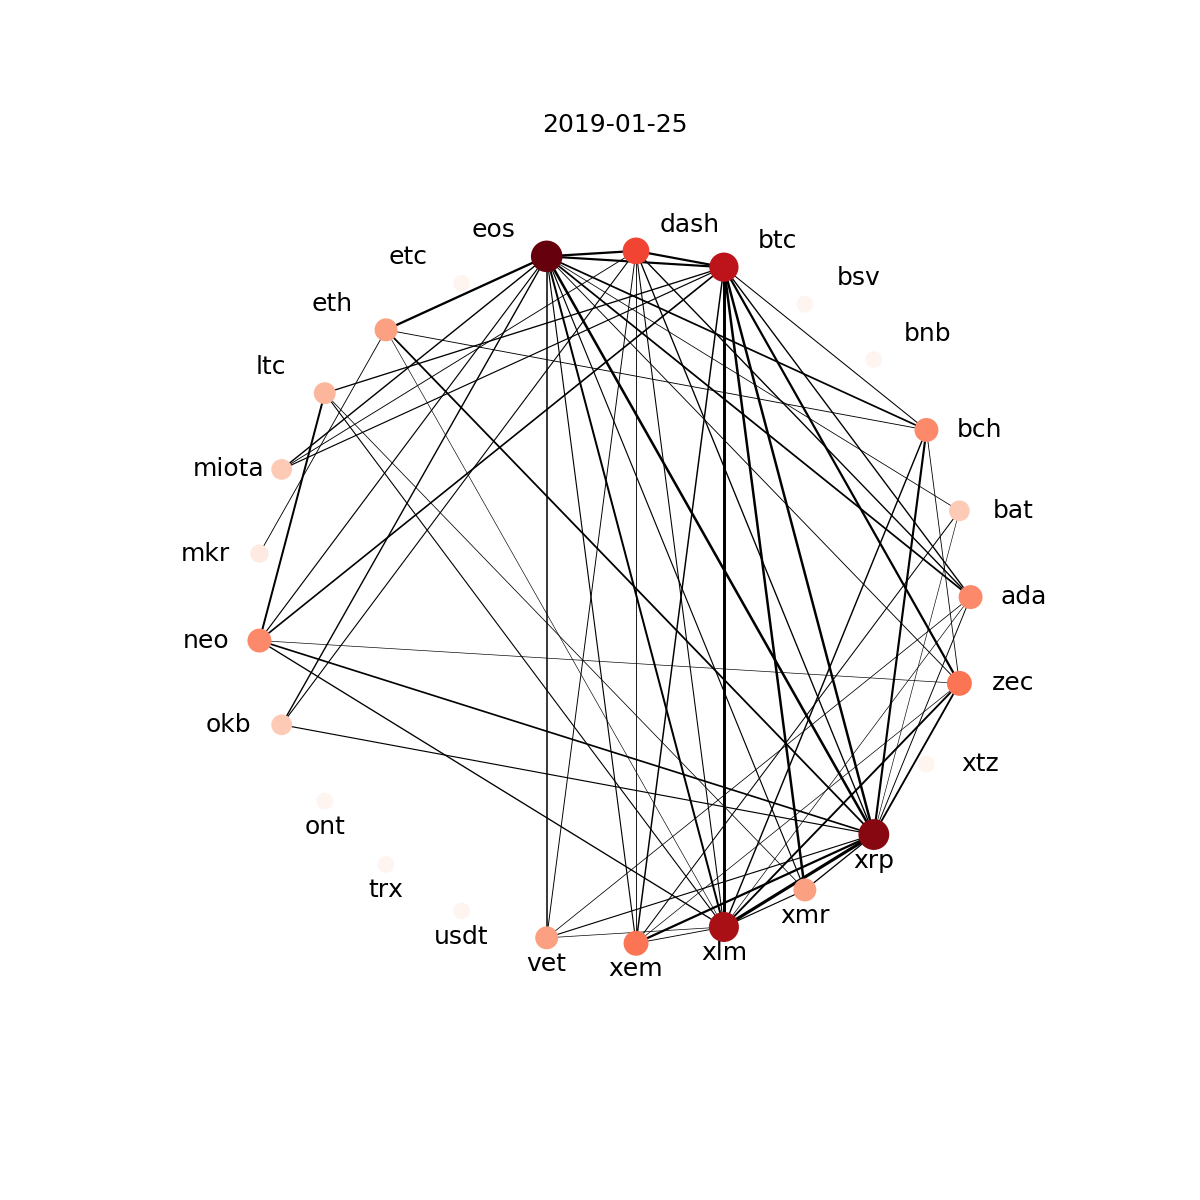 2019-01-25
dash
eos
btc
etc
bsv
eth
bnb
ltc
bch
miota
bat
mkr
ada
neo
zec
okb
xtz
ont
xrp
trx
xmr
usdt
xlm
vet
xem